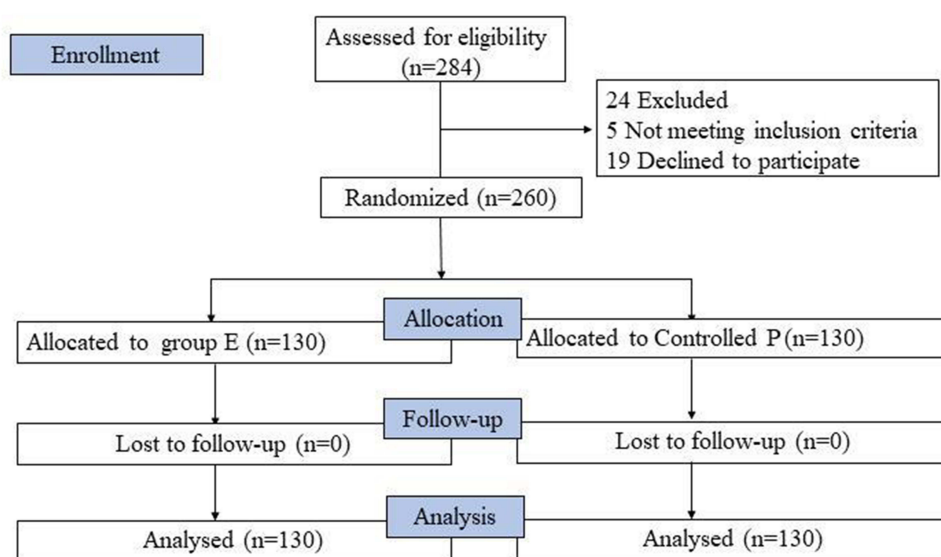 Enrollment
Assessed for eligibility
(n=284)
24 Excluded
5 Not meeting inclusion criteria
19 Declined to participate
Randomized (n=260)
Allocation
Allocated to group E (n=130)
Allocated to Controlled P (n=130)
Follow-up
Lost to follow-up (n=0)
Lost to follow-up (n=0)
Analysis
Analysed (n=130)
Analysed (n=130)